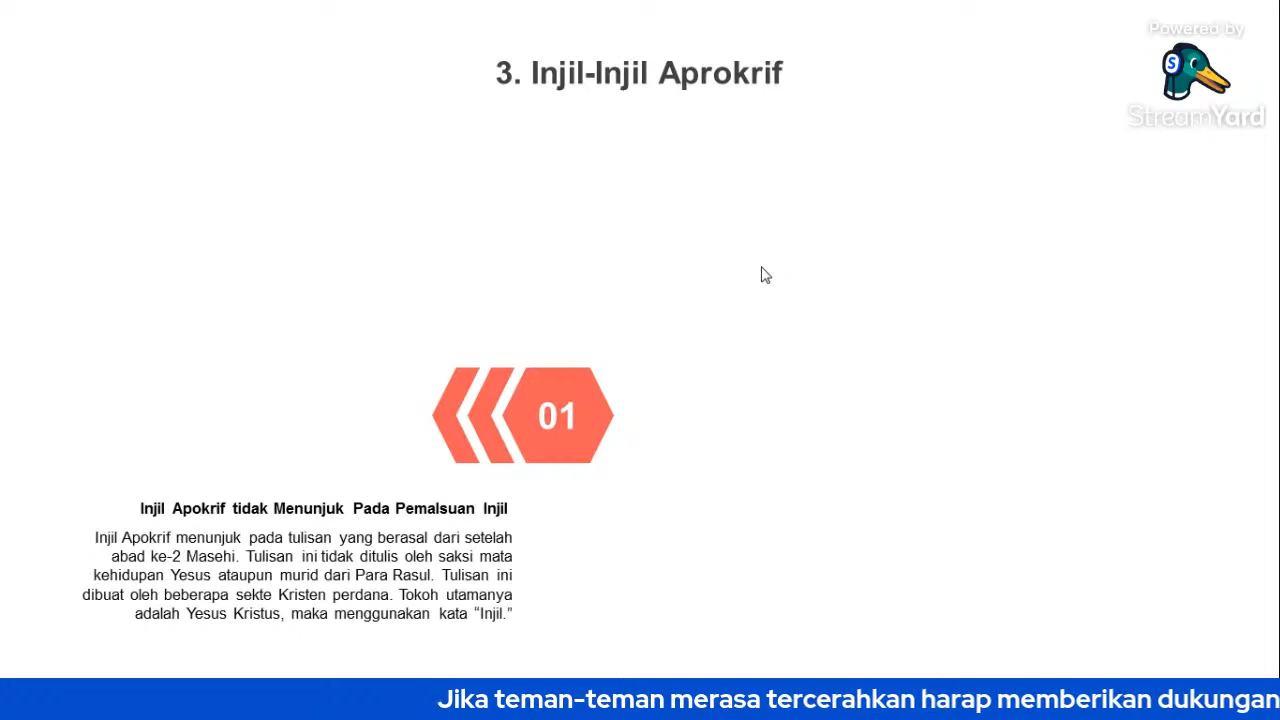 Powered by
StreamYard
3. Injil-Injil Aprokrif
01
Injil Apokrif tidak Menunjuk Pada Pemalsuan Injil
Injil Apokrif menunjuk pada tulisan yang berasal dari setelah
abad ke-2 Masehi. Tulisan ini tidak ditulis oleh saksi mata
kehidupan Yesus ataupun murid dari Para Rasul. Tulisan ini
dibuat oleh beberapa sekte Kristen perdana. Tokoh utamanya
adalah Yesus Kristus, maka menggunakan kata “Injil.”
Jika teman-teman merasa tercerahkan harap memberikan dukungan